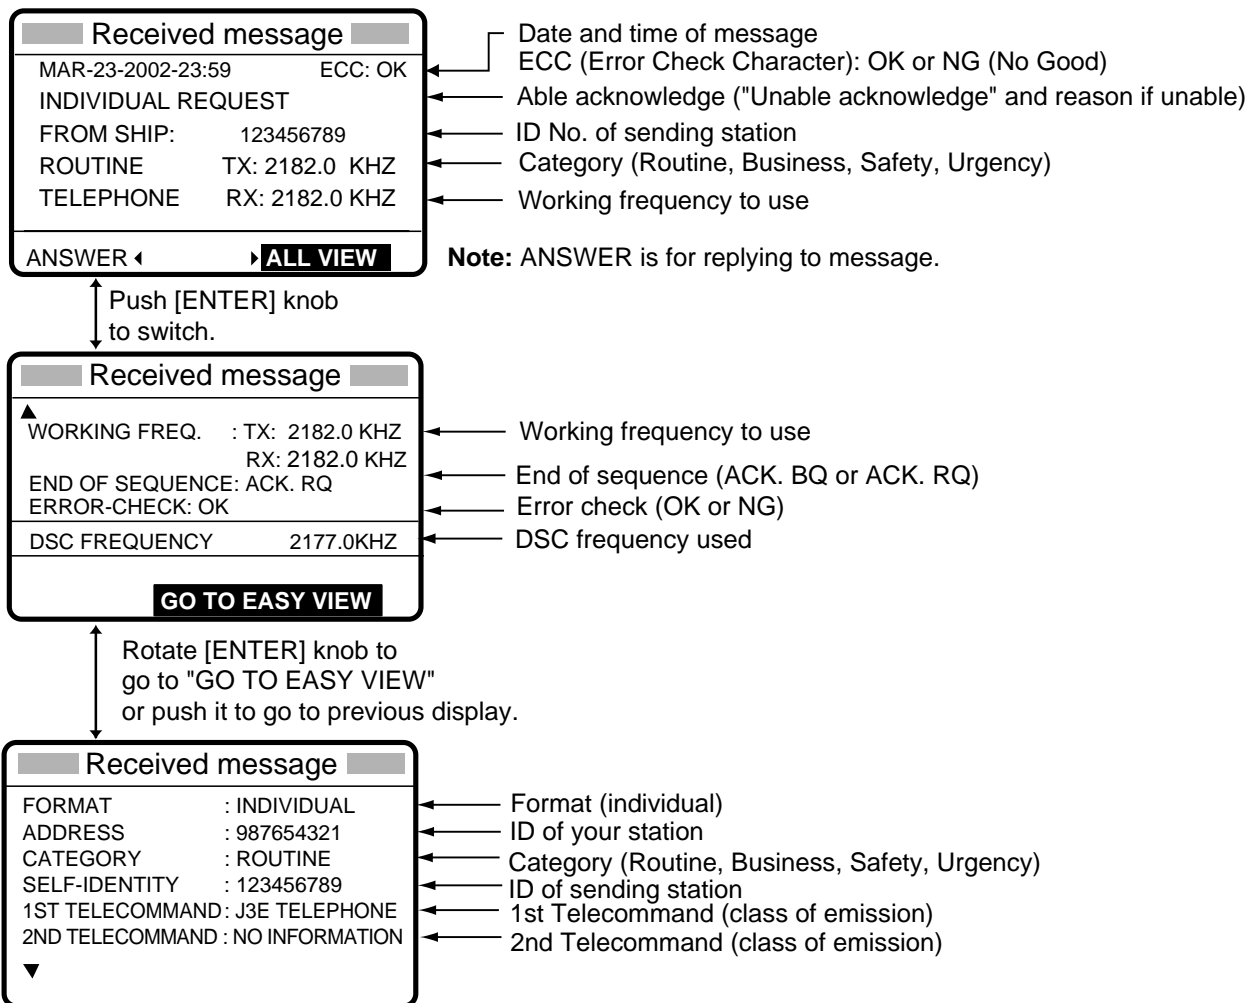 Received message
MAR-23-2002-23:59 ECC: OK
INDIVIDUAL REQUEST
FROM SHIP: 123456789
ROUTINE TX: 2182.0 KHZ
TELEPHONE RX: 2182.0 KHZ
ANSWER ALL VIEW
Date and time of message
ECC (Error Check Character): OK or NG (No Good)
Able acknowledge ("Unable acknowledge" and reason if unable)
ID No. of sending station
Category (Routine, Business, Safety, Urgency)
Working frequency to use
Note: ANSWER is for replying to message.
Push [ENTER] knob
to switch.
Received message
WORKING FREQ. : TX: 2182.0 KHZ
RX: 2182.0 KHZ
END OF SEQUENCE: ACK. RQ
ERROR-CHECK: OK
DSC FREQUENCY 2177.0KHZ
GO TO EASY VIEW
Working frequency to use
End of sequence (ACK. BQ or ACK. RQ)
Error check (OK or NG)
DSC frequency used
Rotate [ENTER] knob to
go to "GO TO EASY VIEW"
or push it to go to previous display.
Received message
FORMAT : INDIVIDUAL
ADDRESS : 987654321
CATEGORY : ROUTINE
SELF-IDENTITY : 123456789
1ST TELECOMMAND : J3E TELEPHONE
2ND TELECOMMAND : NO INFORMATION
Format (individual)
ID of your station
Category (Routine, Business, Safety, Urgency)
ID of sending station
1st Telecommand (class of emission)
2nd Telecommand (class of emission)